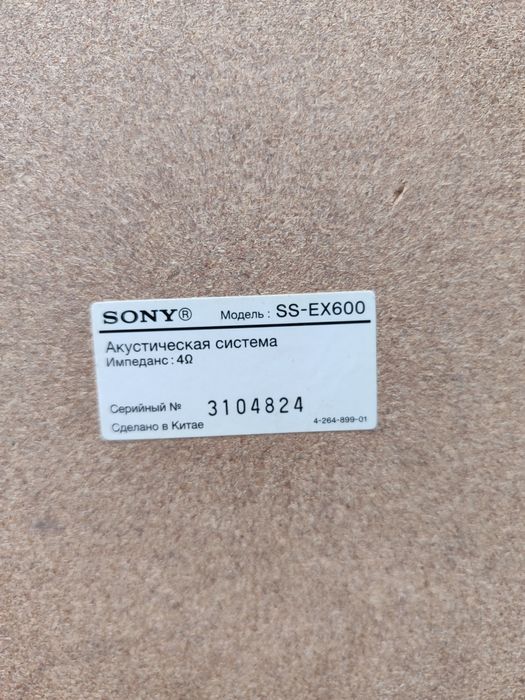 SONY® Модель : SS-EX600
Акустическая система
Импеданс : 4Ω
Серийный № 3104824
Сделано в Китае 4-264-899-01